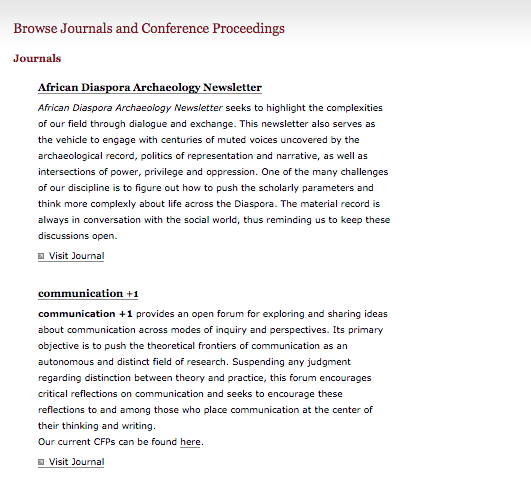 Browse Journals and Conference Proceedings
Journals
African Diaspora Archaeology Newsletter
African Diaspora Archaeology Newsletter seeks to highlight the complexities
of our field through dialogue and exchange. This newsletter also serves as
the vehicle to engage with centuries of muted voices uncovered by the
archaeological record, politics of representation and narrative, as well as
intersections of power, privilege and oppression. One of the many challenges
of our discipline is to figure out how to push the scholarly parameters and
think more complexly about life across the Diaspora. The material record is
always in conversation with the social world, thus reminding us to keep these
discussions open.
Visit Journal
communication +1
communication +1 provides an open forum for exploring and sharing ideas
about communication across modes of inquiry and perspectives. Its primary
objective is to push the theoretical frontiers of communication as an
autonomous and distinct field of research. Suspending any judgment
regarding distinction between theory and practice, this forum encourages
critical reflections on communication and seeks to encourage these
reflections to and among those who place communication at the center of
their thinking and writing.
Our current CFPs can be found here.
Visit Journal